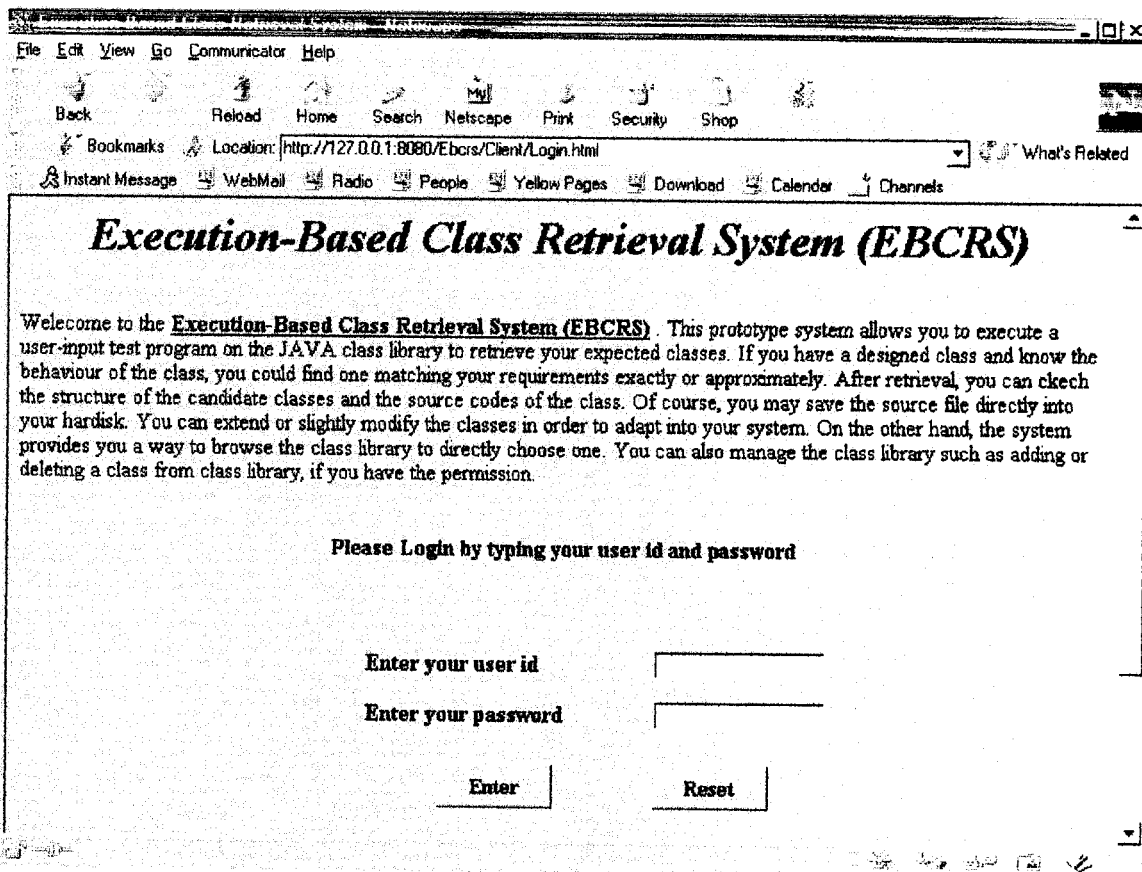 File Edit View Go Communicator Help
Back Reload Home Search Netscape Print Security Shop
My
Bookmarks Location: http://127.0.0.1:8080/Ebcrs/Client/Login.html What's Related
Instant Message WebMail Radio People Yellow Pages Download Calendar Channels
Execution-Based Class Retrieval System (EBCRS)
Welecome to the Execution-Based Class Retrieval System (EBCRS) . This prototype system allows you to execute a
user-input test program on the JAVA class library to retrieve your expected classes. If you have a designed class and know the
behaviour of the class, you could find one matching your requirements exactly or approximately. After retrieval, you can ckech
the structure of the candidate classes and the source codes of the class. Of course, you may save the source file directly into
your hardisk. You can extend or slightly modify the classes in order to adapt into your system. On the other hand, the system
provides you a way to browse the class library to directly choose one. You can also manage the class library such as adding or
deleting a class from class library, if you have the permission.
Please Login by typing your user id and password
Enter your user id
Enter your password
Enter Reset